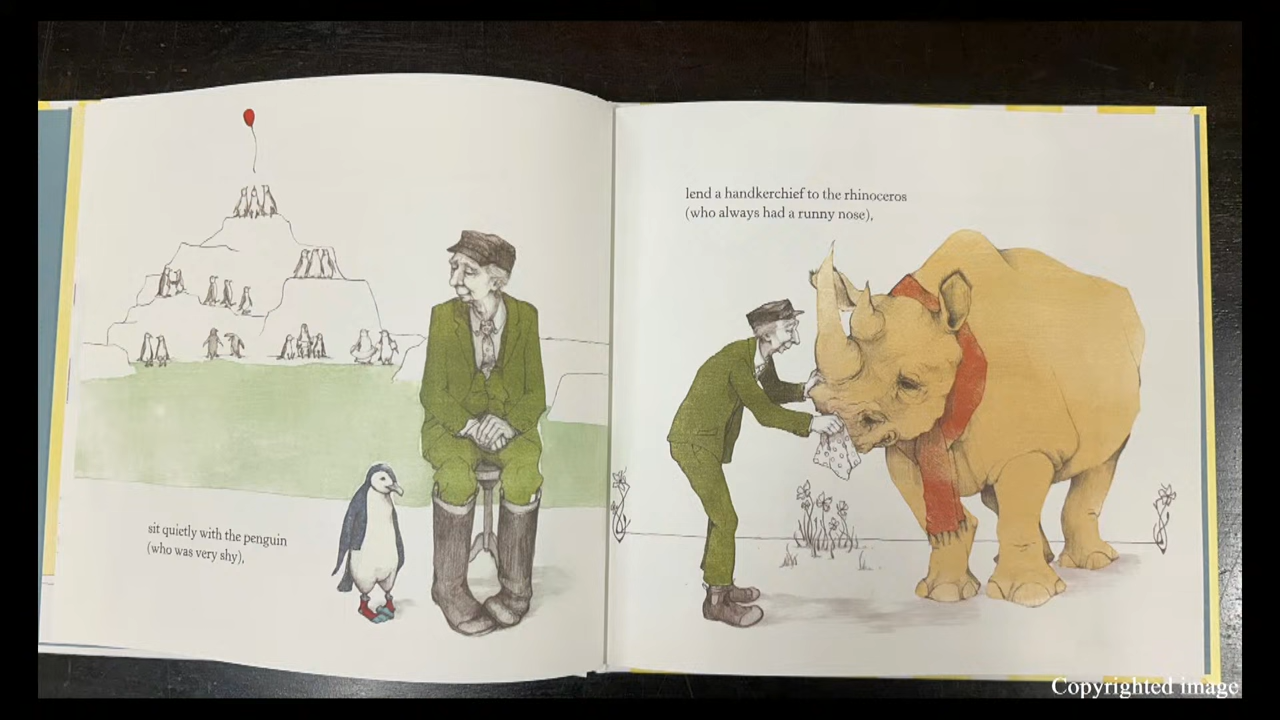 sit quietly with the penguin
(who was very shy),
lend a handkerchief to the rhinoceros
(who always had a runny nose),
Copyrighted image